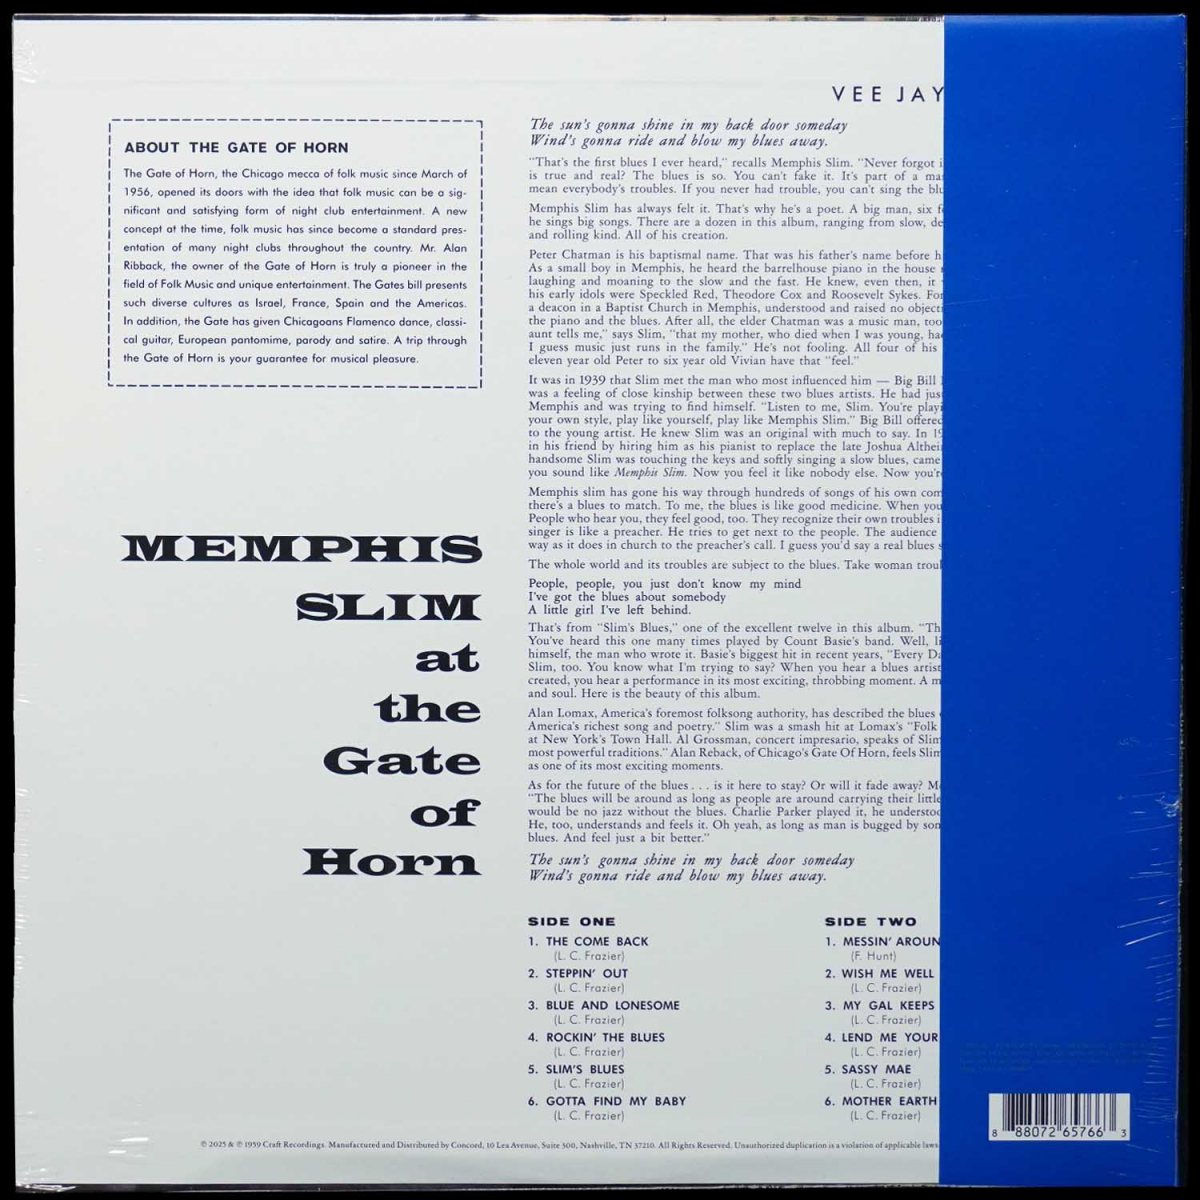 VEE JAY
ABOUT THE GATE OF HORN
The Gate of Horn, the Chicago mecca of folk music since March of
1956, opened its doors with the idea that folk music can be a sig-
nificant and satisfying form of night club entertainment. A new
concept at the time, folk music has since become a standard pres-
entation of many night clubs throughout the country. Mr. Alan
Ribback, the owner of the Gate of Horn is truly a pioneer in the
field of Folk Music and unique entertainment. The Gates bill presents
such diverse cultures as Israel, France, Spain and the Americas.
In addition, the Gate has given Chicagoans Flamenco dance, classi-
cal guitar, European pantomime, parody and satire. A trip through
the Gate of Horn is your guarantee for musical pleasure.
MEMPHIS
SLIM
at
the
Gate
of
Horn
The sun's gonna shine in my back door someday
Wind's gonna ride and blow my blues away.
"That's the first blues I ever heard," recalls Memphis Slim. "Never forgot
is true and real? The blues is so. You can't fake it. It's part of a
mean everybody's troubles. If you never had trouble, you can't sing the
Memphis Slim has always felt it. That's why he's a poet. A big man, six
he sings big songs. There are a dozen in this album, ranging from slow,
and rolling kind. All of his creation.
Peter Chatman is his baptismal name. That was his father's name before
As a small boy in Memphis, he heard the barrelhouse piano in the house
laughing and moaning to the slow and the fast. He knew, even then, it
his early idols were Speckled Red, Theodore Cox and Roosevelt Sykes.
a deacon in a Baptist Church in Memphis, understood and raised no
the piano and the blues. After all, the elder Chatman was a music man, too
aunt tells me," says Slim, "that my mother, who died when I was young,
I guess music just runs in the family." He's not fooling. All four of his
eleven year old Peter to six year old Vivian have that "feel."
It was in 1939 that Slim met the man who most influenced him — Big Bill
was a feeling of close kinship between these two blues artists. He had
Memphis and was trying to find himself. "Listen to me, Slim. You're
your own style, play like yourself, play like Memphis Slim." Big Bill offered
to the young artist. He knew Slim was an original with much to say. In
in his friend by hiring him as his pianist to replace the late Joshua
handsome Slim was touching the keys and softly singing a slow blues, came
you sound like Memphis Slim. Now you feel it like nobody else. Now
Memphis slim has gone his way through hundreds of songs of his own
there's a blues to match. To me, the blues is like good medicine. When you
People who hear you, they feel good, too. They recognize their own troubles
singer is like a preacher. He tries to get next to the people. The audience
way as it does in church to the preacher's call. I guess you'd say a real blues
The whole world and its troubles are subject to the blues. Take woman
People, people, you just don't know my mind
I've got the blues about somebody
A little girl I've left behind.
That's from "Slim's Blues," one of the excellent twelve in this album.
You've heard this one many times played by Count Basie's band. Well,
himself, the man who wrote it. Basie's biggest hit in recent years, "Every
Slim, too. You know what I'm trying to say? When you hear a blues artist
created, you hear a performance in its most exciting, throbbing moment. A
and soul. Here is the beauty of this album.
Alan Lomax, America's foremost folksong authority, has described the blues
America's richest song and poetry." Slim was a smash hit at Lomax's "Folk
at New York's Town Hall. Al Grossman, concert impresario, speaks of Slim
most powerful traditions." Alan Reback, of Chicago's Gate Of Horn, feels Slim
as one of its most exciting moments.
As for the future of the blues . . . is it here to stay? Or will it fade away?
"The blues will be around as long as people are around carrying their little
would be no jazz without the blues. Charlie Parker played it, he
He, too, understands and feels it. Oh yeah, as long as man is bugged by
blues. And feel just a bit better."
The sun's gonna shine in my back door someday
Wind's gonna ride and blow my blues away.
SIDE ONE
1. THE COME BACK
(L. C. Frazier)
2. STEPPIN' OUT
(L. C. Frazier)
3. BLUE AND LONESOME
(L. C. Frazier)
4. ROCKIN' THE BLUES
(L. C. Frazier)
5. SLIM'S BLUES
(L. C. Frazier)
6. GOTTA FIND MY BABY
(L. C. Frazier)
SIDE TWO
1. MESSIN' AROUN
(F. Hunt)
2. WISH ME WELL
(L. C. Frazier)
3. MY GAL KEEPS
(L. C. Frazier)
4. LEND ME YOUR
(L. C. Frazier)
5. SASSY MAE
(L. C. Frazier)
6. MOTHER EARTH
(L. C. Frazier)
℗ 2025 & ℗ 1959 Craft Recordings. Manufactured and Distributed by Concord, 10 Lea Avenue, Suite 300, Nashville, TN 37210. All Rights Reserved. Unauthorized duplication is a violation of applicable laws
8 88072 65766 3